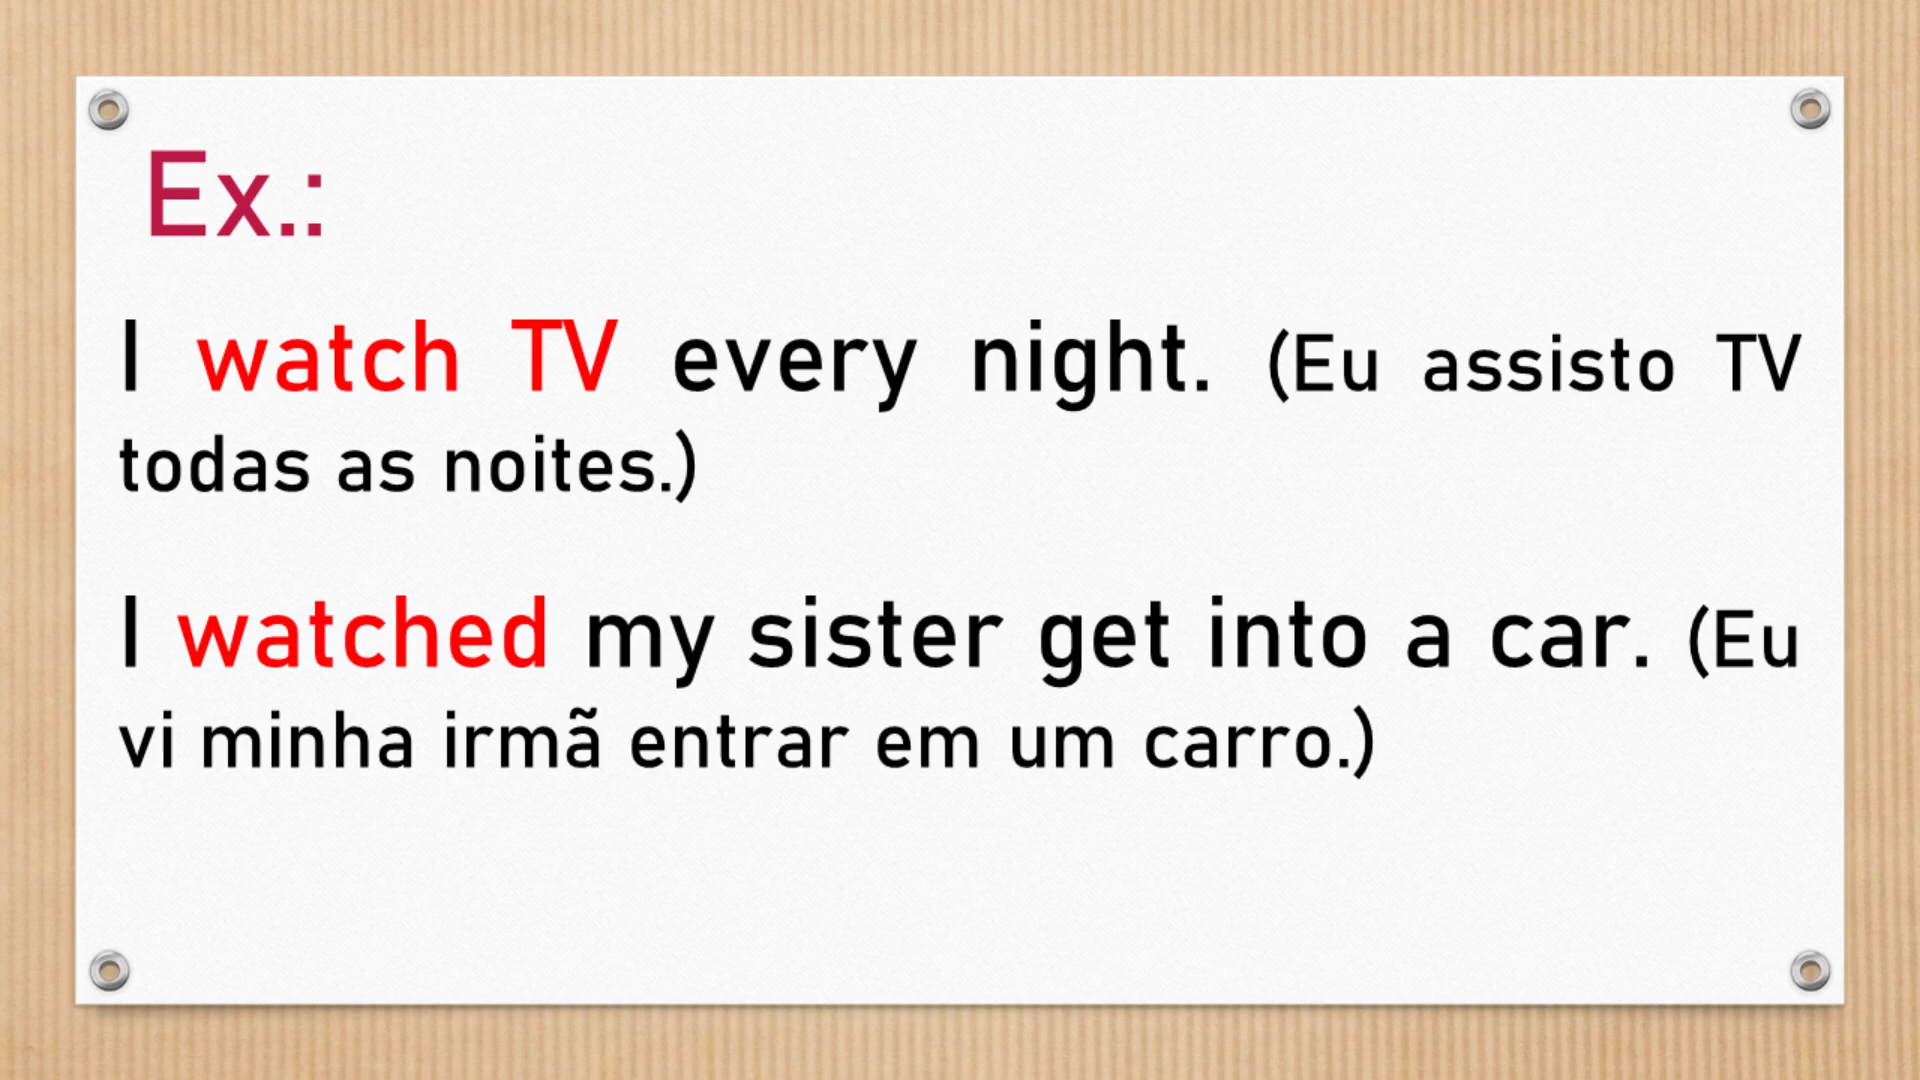 Ex.:
I watch TV every night. (Eu assisto TV
todas as noites.)
I watched my sister get into a car. (Eu
vi minha irmã entrar em um carro.)